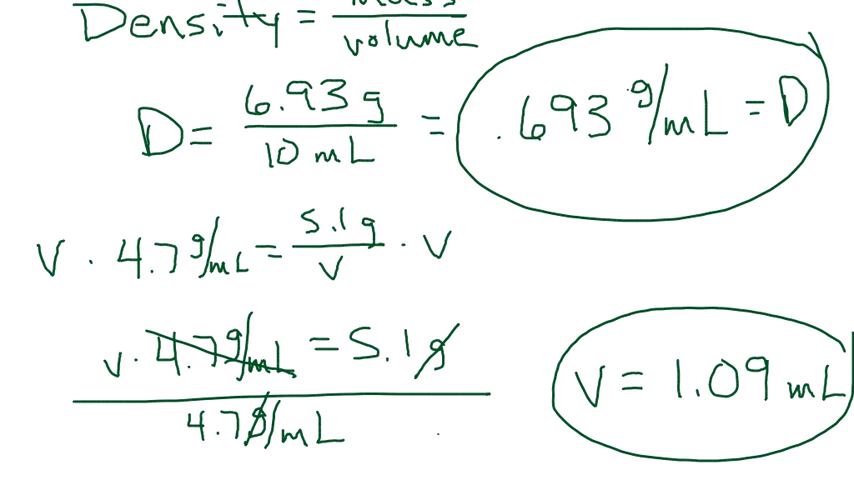 Density = mass
volume
D = 6.93 g / 10 mL = .693 g/mL = D
V · 4.7 g/mL = 5.1 g / V · V
V · 4.7 g/mL = 5.1 g
4.7 g/mL
V = 1.09 mL